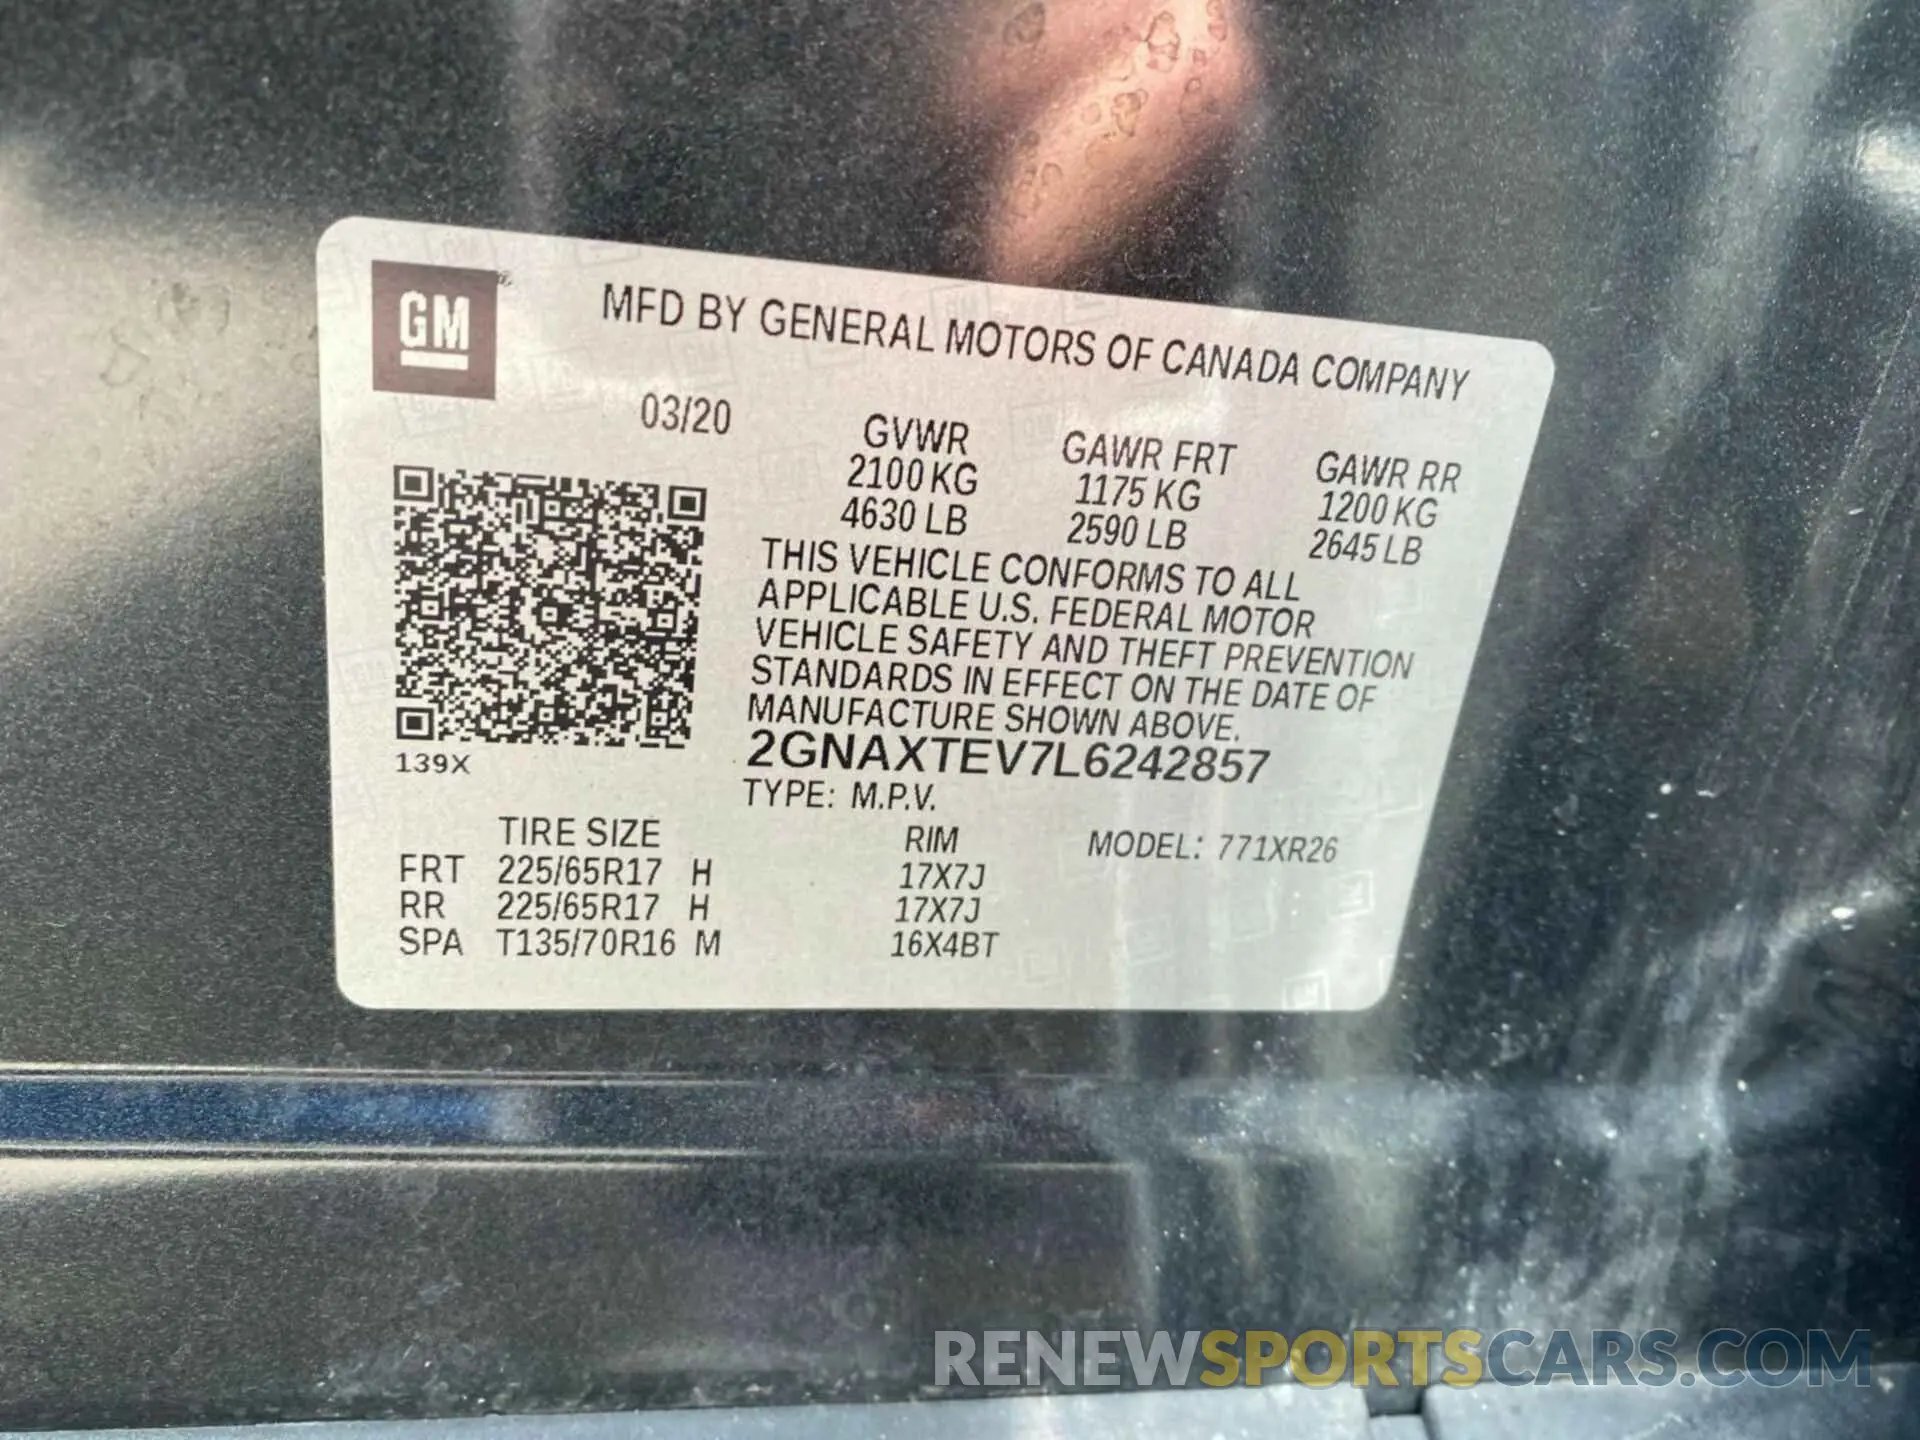 GM®
MFD BY GENERAL MOTORS OF CANADA COMPANY
03/20
GVWR GAWR FRT GAWR RR
2100 KG 1175 KG 1200 KG
4630 LB 2590 LB 2645 LB
THIS VEHICLE CONFORMS TO ALL
APPLICABLE U.S. FEDERAL MOTOR
VEHICLE SAFETY AND THEFT PREVENTION
STANDARDS IN EFFECT ON THE DATE OF
MANUFACTURE SHOWN ABOVE.
139X
2GNAXTEV7L6242857
TYPE: M.P.V.
TIRE SIZE RIM MODEL: 771XR26
FRT 225/65R17 H 17X7J
RR 225/65R17 H 17X7J
SPA T135/70R16 M 16X4BT
RENEWSPORTSCARS.COM